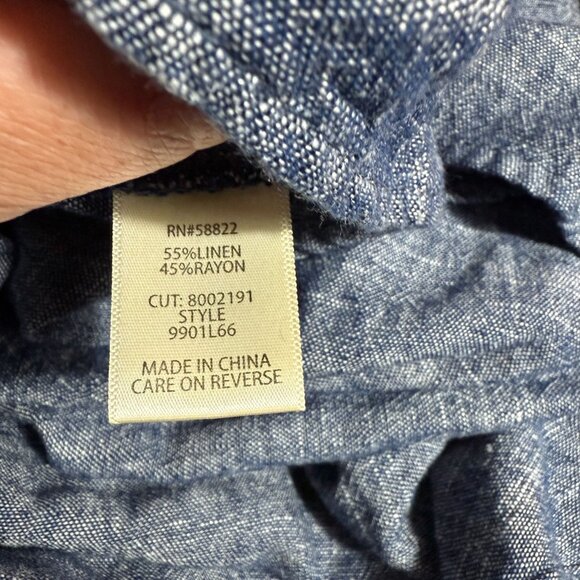 RN#58822
55%LINEN
45%RAYON
CUT: 8002191
STYLE
9901L66
MADE IN CHINA
CARE ON REVERSE